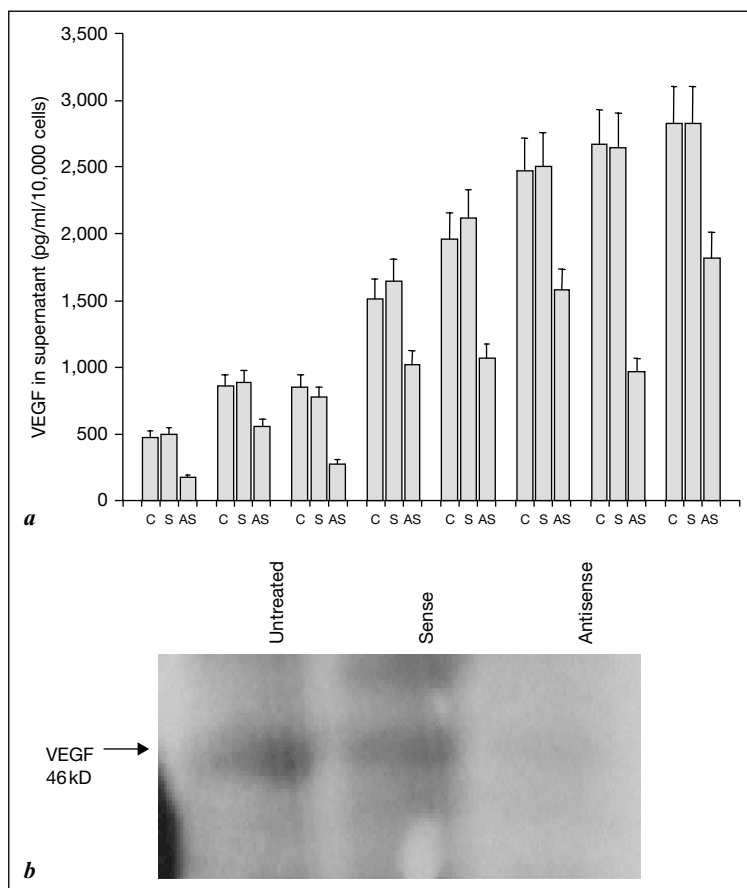 3,500
3,000
2,500
2,000
1,500
1,000
500
0
VEGF in supernatant (pg/ml/10,000 cells)
C S AS C S AS C S AS C S AS C S AS C S AS C S AS C S AS
a
Untreated
Sense
Antisense
VEGF
46 kD
b